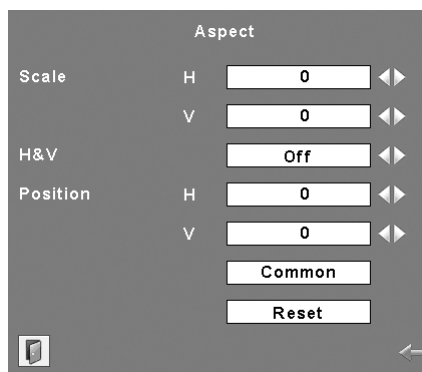 Aspect
Scale H 0
V 0
H&V Off
Position H 0
V 0
Common
Reset